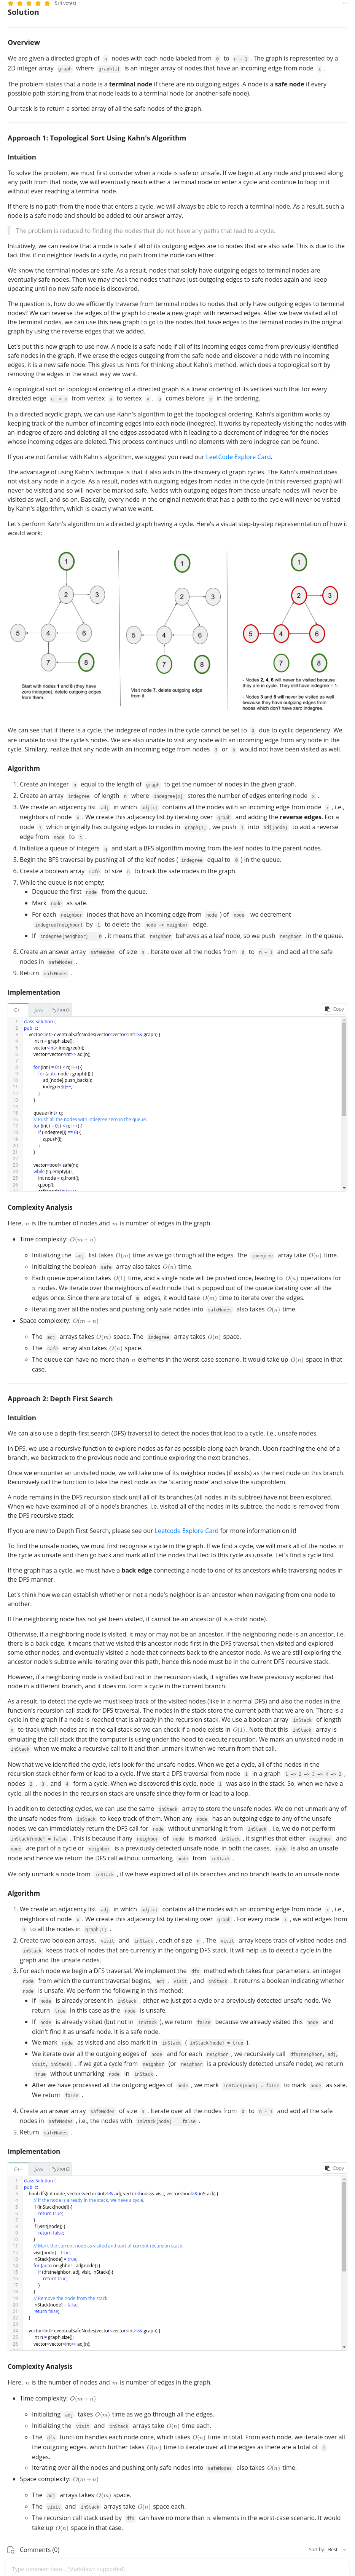 5 (4 votes)
Solution
Overview
We are given a directed graph of n nodes with each node labeled from 0 to n - 1 . The graph is represented by a
2D integer array graph where graph[i] is an integer array of nodes that have an incoming edge from node i .
The problem states that a node is a terminal node if there are no outgoing edges. A node is a safe node if every
possible path starting from that node leads to a terminal node (or another safe node).
Our task is to return a sorted array of all the safe nodes of the graph.
Approach 1: Topological Sort Using Kahn's Algorithm
Intuition
To solve the problem, we must first consider when a node is safe or unsafe. If we begin at any node and proceed along
any path from that node, we will eventually reach either a terminal node or enter a cycle and continue to loop in it
without ever reaching a terminal node.
If there is no path from the node that enters a cycle, we will always be able to reach a terminal node. As a result, such a
node is a safe node and should be added to our answer array.
The problem is reduced to finding the nodes that do not have any paths that lead to a cycle.
Intuitively, we can realize that a node is safe if all of its outgoing edges are to nodes that are also safe. This is due to the
fact that if no neighbor leads to a cycle, no path from the node can either.
We know the terminal nodes are safe. As a result, nodes that solely have outgoing edges to terminal nodes are
eventually safe nodes. Then we may check the nodes that have just outgoing edges to safe nodes again and keep
updating until no new safe node is discovered.
The question is, how do we efficiently traverse from terminal nodes to nodes that only have outgoing edges to terminal
nodes? We can reverse the edges of the graph to create a new graph with reversed edges. After we have visited all of
the terminal nodes, we can use this new graph to go to the nodes that have edges to the terminal nodes in the original
graph by using the reverse edges that we added.
Let's put this new graph to use now. A node is a safe node if all of its incoming edges come from previously identified
safe nodes in the graph. If we erase the edges outgoing from the safe node and discover a node with no incoming
edges, it is a new safe node. This gives us hints for thinking about Kahn's method, which does a topological sort by
removing the edges in the exact way we want.
A topological sort or topological ordering of a directed graph is a linear ordering of its vertices such that for every
directed edge u -> v from vertex u to vertex v , u comes before v in the ordering.
In a directed acyclic graph, we can use Kahn's algorithm to get the topological ordering. Kahn's algorithm works by
keeping track of the number of incoming edges into each node (indegree). It works by repeatedly visiting the nodes with
an indegree of zero and deleting all the edges associated with it leading to a decrement of indegree for the nodes
whose incoming edges are deleted. This process continues until no elements with zero indegree can be found.
If you are not familiar with Kahn's algorithm, we suggest you read our LeetCode Explore Card.
The advantage of using Kahn's technique is that it also aids in the discovery of graph cycles. The Kahn's method does
not visit any node in a cycle. As a result, nodes with outgoing edges from nodes in the cycle (in this reversed graph) will
never be visited and so will never be marked safe. Nodes with outgoing edges from these unsafe nodes will never be
visited, and so on. Basically, every node in the original network that has a path to the cycle will never be visited
by Kahn's algorithm, which is exactly what we want.
Let's perform Kahn's algorithm on a directed graph having a cycle. Here's a visual step-by-step representation of how it
would work:
1
1
1
2
3
2
3
2
3
5
4
6
5
4
6
5
4
6
7
8
7
8
7
8
Start with nodes 1 and 8 (they have
zero indegree), delete outgoing edges
from them.
Visit node 7, delete outgoing edge
from it.
- Nodes 2, 4, 6 will never be visited because
they are in cycle. They all still have indegree = 1.
- Nodes 3 and 5 will never be visited as well
because they have outgoing edges from nodes
which don't have zero indegree.
We can see that if there is a cycle, the indegree of nodes in the cycle cannot be set to 0 due to cyclic dependency. We
are unable to visit the cycle's nodes. We are also unable to visit any node with an incoming edge from any node in the
cycle. Similary, realize that any node with an incoming edge from nodes 3 or 5 would not have been visited as well.
Algorithm
1. Create an integer n equal to the length of graph to get the number of nodes in the given graph.
2. Create an array indegree of length n where indegree[x] stores the number of edges entering node x .
3. We create an adjacency list adj in which adj[x] contains all the nodes with an incoming edge from node x , i.e.,
neighbors of node x . We create this adjacency list by iterating over graph and adding the reverse edges. For
node i which originally has outgoing edges to nodes in graph[i] , we push i into adj[node] to add a reverse
edge from node to i .
4. Initialize a queue of integers q and start a BFS algorithm moving from the leaf nodes to the parent nodes.
5. Begin the BFS traversal by pushing all of the leaf nodes ( indegree equal to 0 ) in the queue.
6. Create a boolean array safe of size n to track the safe nodes in the graph.
7. While the queue is not empty;
Dequeue the first node from the queue.
Mark node as safe.
For each neighbor (nodes that have an incoming edge from node ) of node , we decrement
indegree[neighbor] by 1 to delete the node -> neighbor edge.
If indegree[neighbor] == 0 , it means that neighbor behaves as a leaf node, so we push neighbor in the queue.
8. Create an answer array safeNodes of size n . Iterate over all the nodes from 0 to n - 1 and add all the safe
nodes in safeNodes .
9. Return safeNodes .
Implementation
C++ Java Python3 Copy
1 class Solution {
2 public:
3 vector<int> eventualSafeNodes(vector<vector<int>>& graph) {
4 int n = graph.size();
5 vector<int> indegree(n);
6 vector<vector<int>> adj(n);
7
8 for (int i = 0; i < n; i++) {
9 for (auto node : graph[i]) {
10 adj[node].push_back(i);
11 indegree[i]++;
12 }
13 }
14
15 queue<int> q;
16 // Push all the nodes with indegree zero in the queue.
17 for (int i = 0; i < n; i++) {
18 if (indegree[i] == 0) {
19 q.push(i);
20 }
21 }
22
23 vector<bool> safe(n);
24 while (!q.empty()) {
25 int node = q.front();
26 q.pop();
Complexity Analysis
Here, n is the number of nodes and m is number of edges in the graph.
Time complexity: O(m + n)
Initializing the adj list takes O(m) time as we go through all the edges. The indegree array take O(n) time.
Initializing the boolean safe array also takes O(n) time.
Each queue operation takes O(1) time, and a single node will be pushed once, leading to O(n) operations for
n nodes. We iterate over the neighbors of each node that is popped out of the queue iterating over all the
edges once. Since there are total of m edges, it would take O(m) time to iterate over the edges.
Iterating over all the nodes and pushing only safe nodes into safeNodes also takes O(n) time.
Space complexity: O(m + n)
The adj arrays takes O(m) space. The indegree array takes O(n) space.
The safe array also takes O(n) space.
The queue can have no more than n elements in the worst-case scenario. It would take up O(n) space in that
case.
Approach 2: Depth First Search
Intuition
We can also use a depth-first search (DFS) traversal to detect the nodes that lead to a cycle, i.e., unsafe nodes.
In DFS, we use a recursive function to explore nodes as far as possible along each branch. Upon reaching the end of a
branch, we backtrack to the previous node and continue exploring the next branches.
Once we encounter an unvisited node, we will take one of its neighbor nodes (if exists) as the next node on this branch.
Recursively call the function to take the next node as the 'starting node' and solve the subproblem.
A node remains in the DFS recursion stack until all of its branches (all nodes in its subtree) have not been explored.
When we have examined all of a node's branches, i.e. visited all of the nodes in its subtree, the node is removed from the
DFS recursive stack.
If you are new to Depth First Search, please see our Leetcode Explore Card for more information on it!
To find the unsafe nodes, we must first recognise a cycle in the graph. If we find a cycle, we will mark all of the nodes in
the cycle as unsafe and then go back and mark all of the nodes that led to this cycle as unsafe. Let's find a cycle first.
If the graph has a cycle, we must have a back edge connecting a node to one of its ancestors while traversing nodes in
the DFS manner.
Let's think how we can establish whether a node's neighbor is an ancestor when navigating from one node to
another.
If the neighboring node has not yet been visited, it cannot be an ancestor (it is a child node).
Otherwise, if a neighboring node is visited, it may or may not be an ancestor. If the neighboring node is an ancestor, i.e.
there is a back edge, it means that we visited this ancestor node first in the DFS traversal, then visited and explored
some other nodes, and eventually visited a node that connects back to the ancestor node. As we are still exploring the
ancestor node's subtree while iterating over this path, hence this node must be in the current DFS recursive stack.
However, if a neighboring node is visited but not in the recursion stack, it signifies we have previously explored that
node in a different branch, and it does not form a cycle in the current branch.
As a result, to detect the cycle we must keep track of the visited nodes (like in a normal DFS) and also the nodes in the
function's recursion call stack for DFS traversal. The nodes in the stack store the current path that we are on. There is a
cycle in the graph if a node is reached that is already in the recursion stack. We use a boolean array inStack of length
n to track which nodes are in the call stack so we can check if a node exists in O(1) . Note that this inStack array is
emulating the call stack that the computer is using under the hood to execute recursion. We mark an unvisited node in
inStack when we make a recursive call to it and then unmark it when we return from that call.
Now that we've identified the cycle, let's look for the unsafe nodes. When we get a cycle, all of the nodes in the
recursion stack either form or lead to a cycle. If we start a DFS traversal from node 1 in a graph 1 -> 2 -> 3 -> 4 -> 2 ,
nodes 2 , 3 , and 4 form a cycle. When we discovered this cycle, node 1 was also in the stack. So, when we have a
cycle, all the nodes in the recursion stack are unsafe since they form or lead to a loop.
In addition to detecting cycles, we can use the same inStack array to locate the unsafe nodes. We do not unmark any of
the unsafe nodes from inStack to keep track of them. When any node has an outgoing edge to any of the unsafe
nodes, we can immediately return the DFS call for node without unmarking it from inStack , i.e, we do not perform
inStack[node] = false . This is because if any neighbor of node is marked inStack , it signifies that either neighbor and
node are part of a cycle or neighbor is a previously detected unsafe node. In both the cases, node is also an unsafe
node and hence we return the DFS call without unmarking node from inStack .
We only unmark a node from inStack , if we have explored all of its branches and no branch leads to an unsafe node.
Algorithm
1. We create an adjacency list adj in which adj[x] contains all the nodes with an incoming edge from node x , i.e.,
neighbors of node x . We create this adjacency list by iterating over graph . For every node i , we add edges from
i to all the nodes in graph[i] .
2. Create two boolean arrays, visit and inStack , each of size n . The visit array keeps track of visited nodes and
inStack keeps track of nodes that are currently in the ongoing DFS stack. It will help us to detect a cycle in the
graph and the unsafe nodes.
3. For each node we begin a DFS traversal. We implement the dfs method which takes four parameters: an integer
node from which the current traversal begins, adj , visit , and inStack . It returns a boolean indicating whether
node is unsafe. We perform the following in this method:
If node is already present in inStack , either we just got a cycle or a previously detected unsafe node. We
return true in this case as the node is unsafe.
If node is already visited (but not in inStack ), we return false because we already visited this node and
didn't find it as unsafe node. It is a safe node.
We mark node as visited and also mark it in inStack ( inStack[node] = true ).
We iterate over all the outgoing edges of node and for each neighbor , we recursively call dfs(neighbor, adj,
visit, inStack) . If we get a cycle from neighbor (or neighbor is a previously detected unsafe node), we return
true without unmarking node in inStack .
After we have processed all outgoing edges of node , we mark inStack[node] = false to mark node as safe.
We return false .
4. Create an answer array safeNodes of size n . Iterate over all the nodes from 0 to n - 1 and add all the safe
nodes in safeNodes , i.e., the nodes with inStack[node] == false .
5. Return safeNodes .
Implementation
C++ Java Python3 Copy
1 class Solution {
2 public:
3 bool dfs(int node, vector<vector<int>>& adj, vector<bool>& visit, vector<bool>& inStack) {
4 // If the node is already in the stack, we have a cycle.
5 if (inStack[node]) {
6 return true;
7 }
8 if (visit[node]) {
9 return false;
10 }
11 // Mark the current node as visited and part of current recursion stack.
12 visit[node] = true;
13 inStack[node] = true;
14 for (auto neighbor : adj[node]) {
15 if (dfs(neighbor, adj, visit, inStack)) {
16 return true;
17 }
18 }
19 // Remove the node from the stack.
20 inStack[node] = false;
21 return false;
22 }
23
24 vector<int> eventualSafeNodes(vector<vector<int>>& graph) {
25 int n = graph.size();
26 vector<vector<int>> adj(n);
Complexity Analysis
Here, n is the number of nodes and m is number of edges in the graph.
Time complexity: O(m + n)
Initializing adj takes O(m) time as we go through all the edges.
Initializing the visit and inStack arrays take O(n) time each.
The dfs function handles each node once, which takes O(n) time in total. From each node, we iterate over all
the outgoing edges, which further takes O(m) time to iterate over all the edges as there are a total of m
edges.
Iterating over all the nodes and pushing only safe nodes into safeNodes also takes O(n) time.
Space complexity: O(m + n)
The adj arrays takes O(m) space.
The visit and inStack arrays take O(n) space each.
The recursion call stack used by dfs can have no more than n elements in the worst-case scenario. It would
take up O(n) space in that case.
Comments (0) Sort by: Best
Type comment here... (Markdown supported)